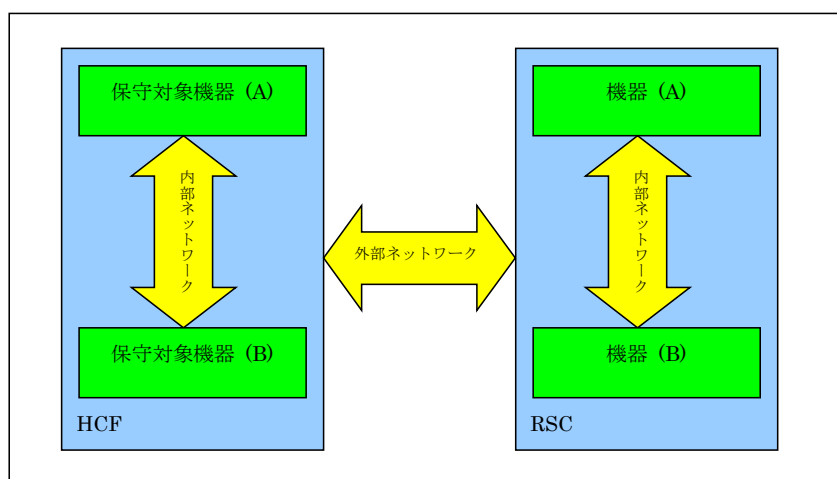 保守対象機器 (A)
内部ネットワーク
保守対象機器 (B)
HCF
外部ネットワーク
機器 (A)
内部ネットワーク
機器 (B)
RSC